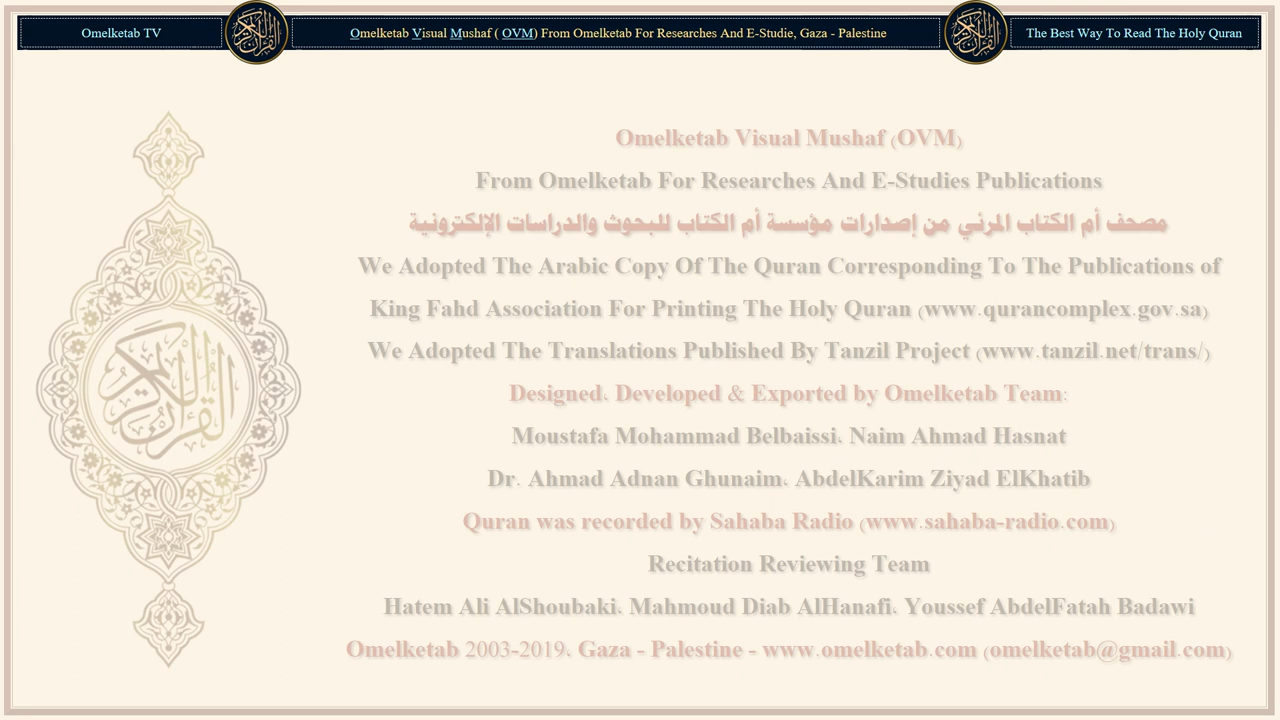 Omelketab TV
Omelketab Visual Mushaf ( OVM) From Omelketab For Researches And E-Studie, Gaza - Palestine
The Best Way To Read The Holy Quran
Omelketab Visual Mushaf (OVM)
From Omelketab For Researches And E-Studies Publications
مصحف أم الكتاب المرئي من إصدارات مؤسسة أم الكتاب للبحوث والدراسات الإلكترونية
We Adopted The Arabic Copy Of The Quran Corresponding To The Publications of
King Fahd Association For Printing The Holy Quran (www.qurancomplex.gov.sa)
We Adopted The Translations Published By Tanzil Project (www.tanzil.net/trans/)
Designed، Developed & Exported by Omelketab Team:
Moustafa Mohammad Belbaissi، Naim Ahmad Hasnat
Dr. Ahmad Adnan Ghunaim، AbdelKarim Ziyad ElKhatib
Quran was recorded by Sahaba Radio (www.sahaba-radio.com)
Recitation Reviewing Team
Hatem Ali AlShoubaki، Mahmoud Diab AlHanafi، Youssef AbdelFatah Badawi
Omelketab 2003-2019، Gaza - Palestine - www.omelketab.com (omelketab@gmail.com)
القرآن الكريم